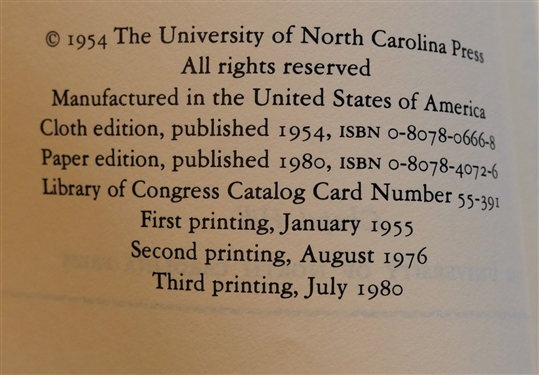 © 1954 The University of North Carolina Press
All rights reserved
Manufactured in the United States of America
Cloth edition, published 1954, ISBN 0-8078-0666-8
Paper edition, published 1980, ISBN 0-8078-4072-6
Library of Congress Catalog Card Number 55-391
First printing, January 1955
Second printing, August 1976
Third printing, July 1980